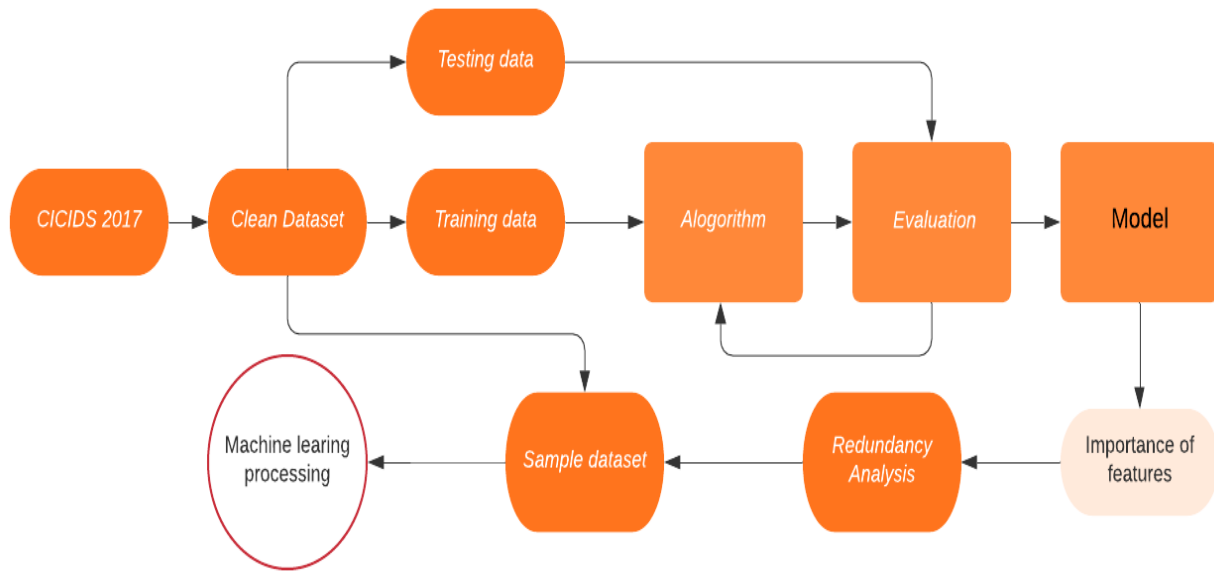 Testing data
CICIDS 2017
Clean Dataset
Training data
Alogorithm
Evaluation
Model
Machine learing
processing
Sample dataset
Redundancy
Analysis
Importance of
features